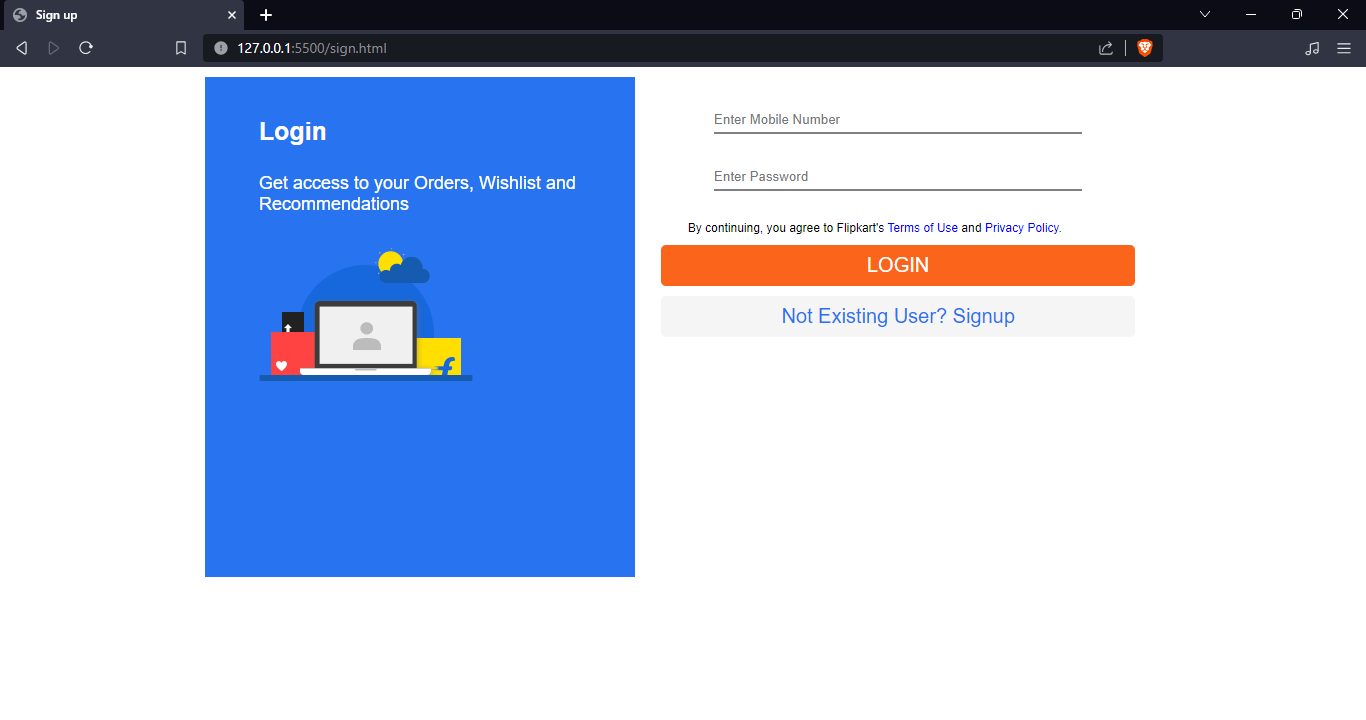 Sign up
127.0.0.1:5500/sign.html
Login
Get access to your Orders, Wishlist and
Recommendations
f
Enter Mobile Number
Enter Password
By continuing, you agree to Flipkart's Terms of Use and Privacy Policy.
LOGIN
Not Existing User? Signup